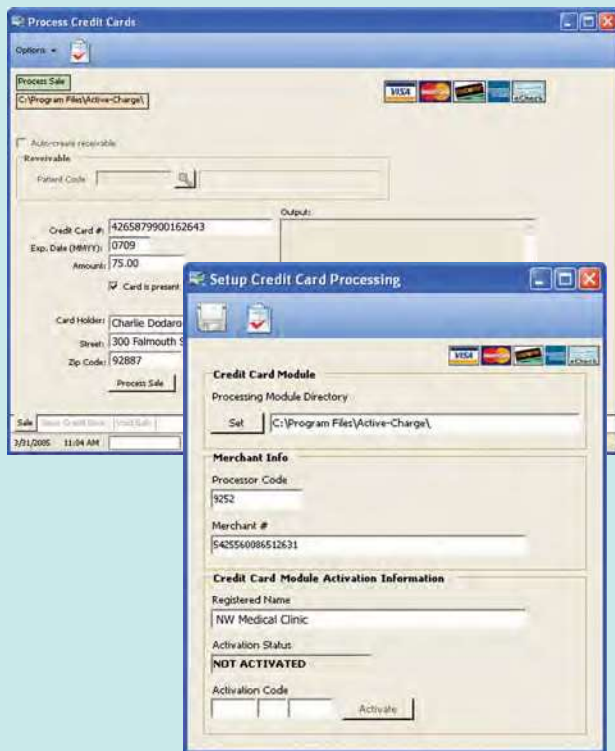 Process Credit Cards
Options
Process Sale
C:\Program Files\Active-Charge\
VISA
eCheck
Auto-create receivable
Receivable
Patient Code
Output:
Credit Card #: 4265879900162643
Exp. Date (MMYY): 0709
Amount: 75.00
Card is present
Card Holder: Charlie Dodaro
Street: 300 Falmouth S
Zip Code: 92887
Process Sale
Sale
Void Sale
3/31/2005 11:04 AM
Setup Credit Card Processing
VISA
eCheck
Credit Card Module
Processing Module Directory
Set C:\Program Files\Active-Charge\
Merchant Info
Processor Code
9252
Merchant #
5425560086512631
Credit Card Module Activation Information
Registered Name
NW Medical Clinic
Activation Status
NOT ACTIVATED
Activation Code
Activate